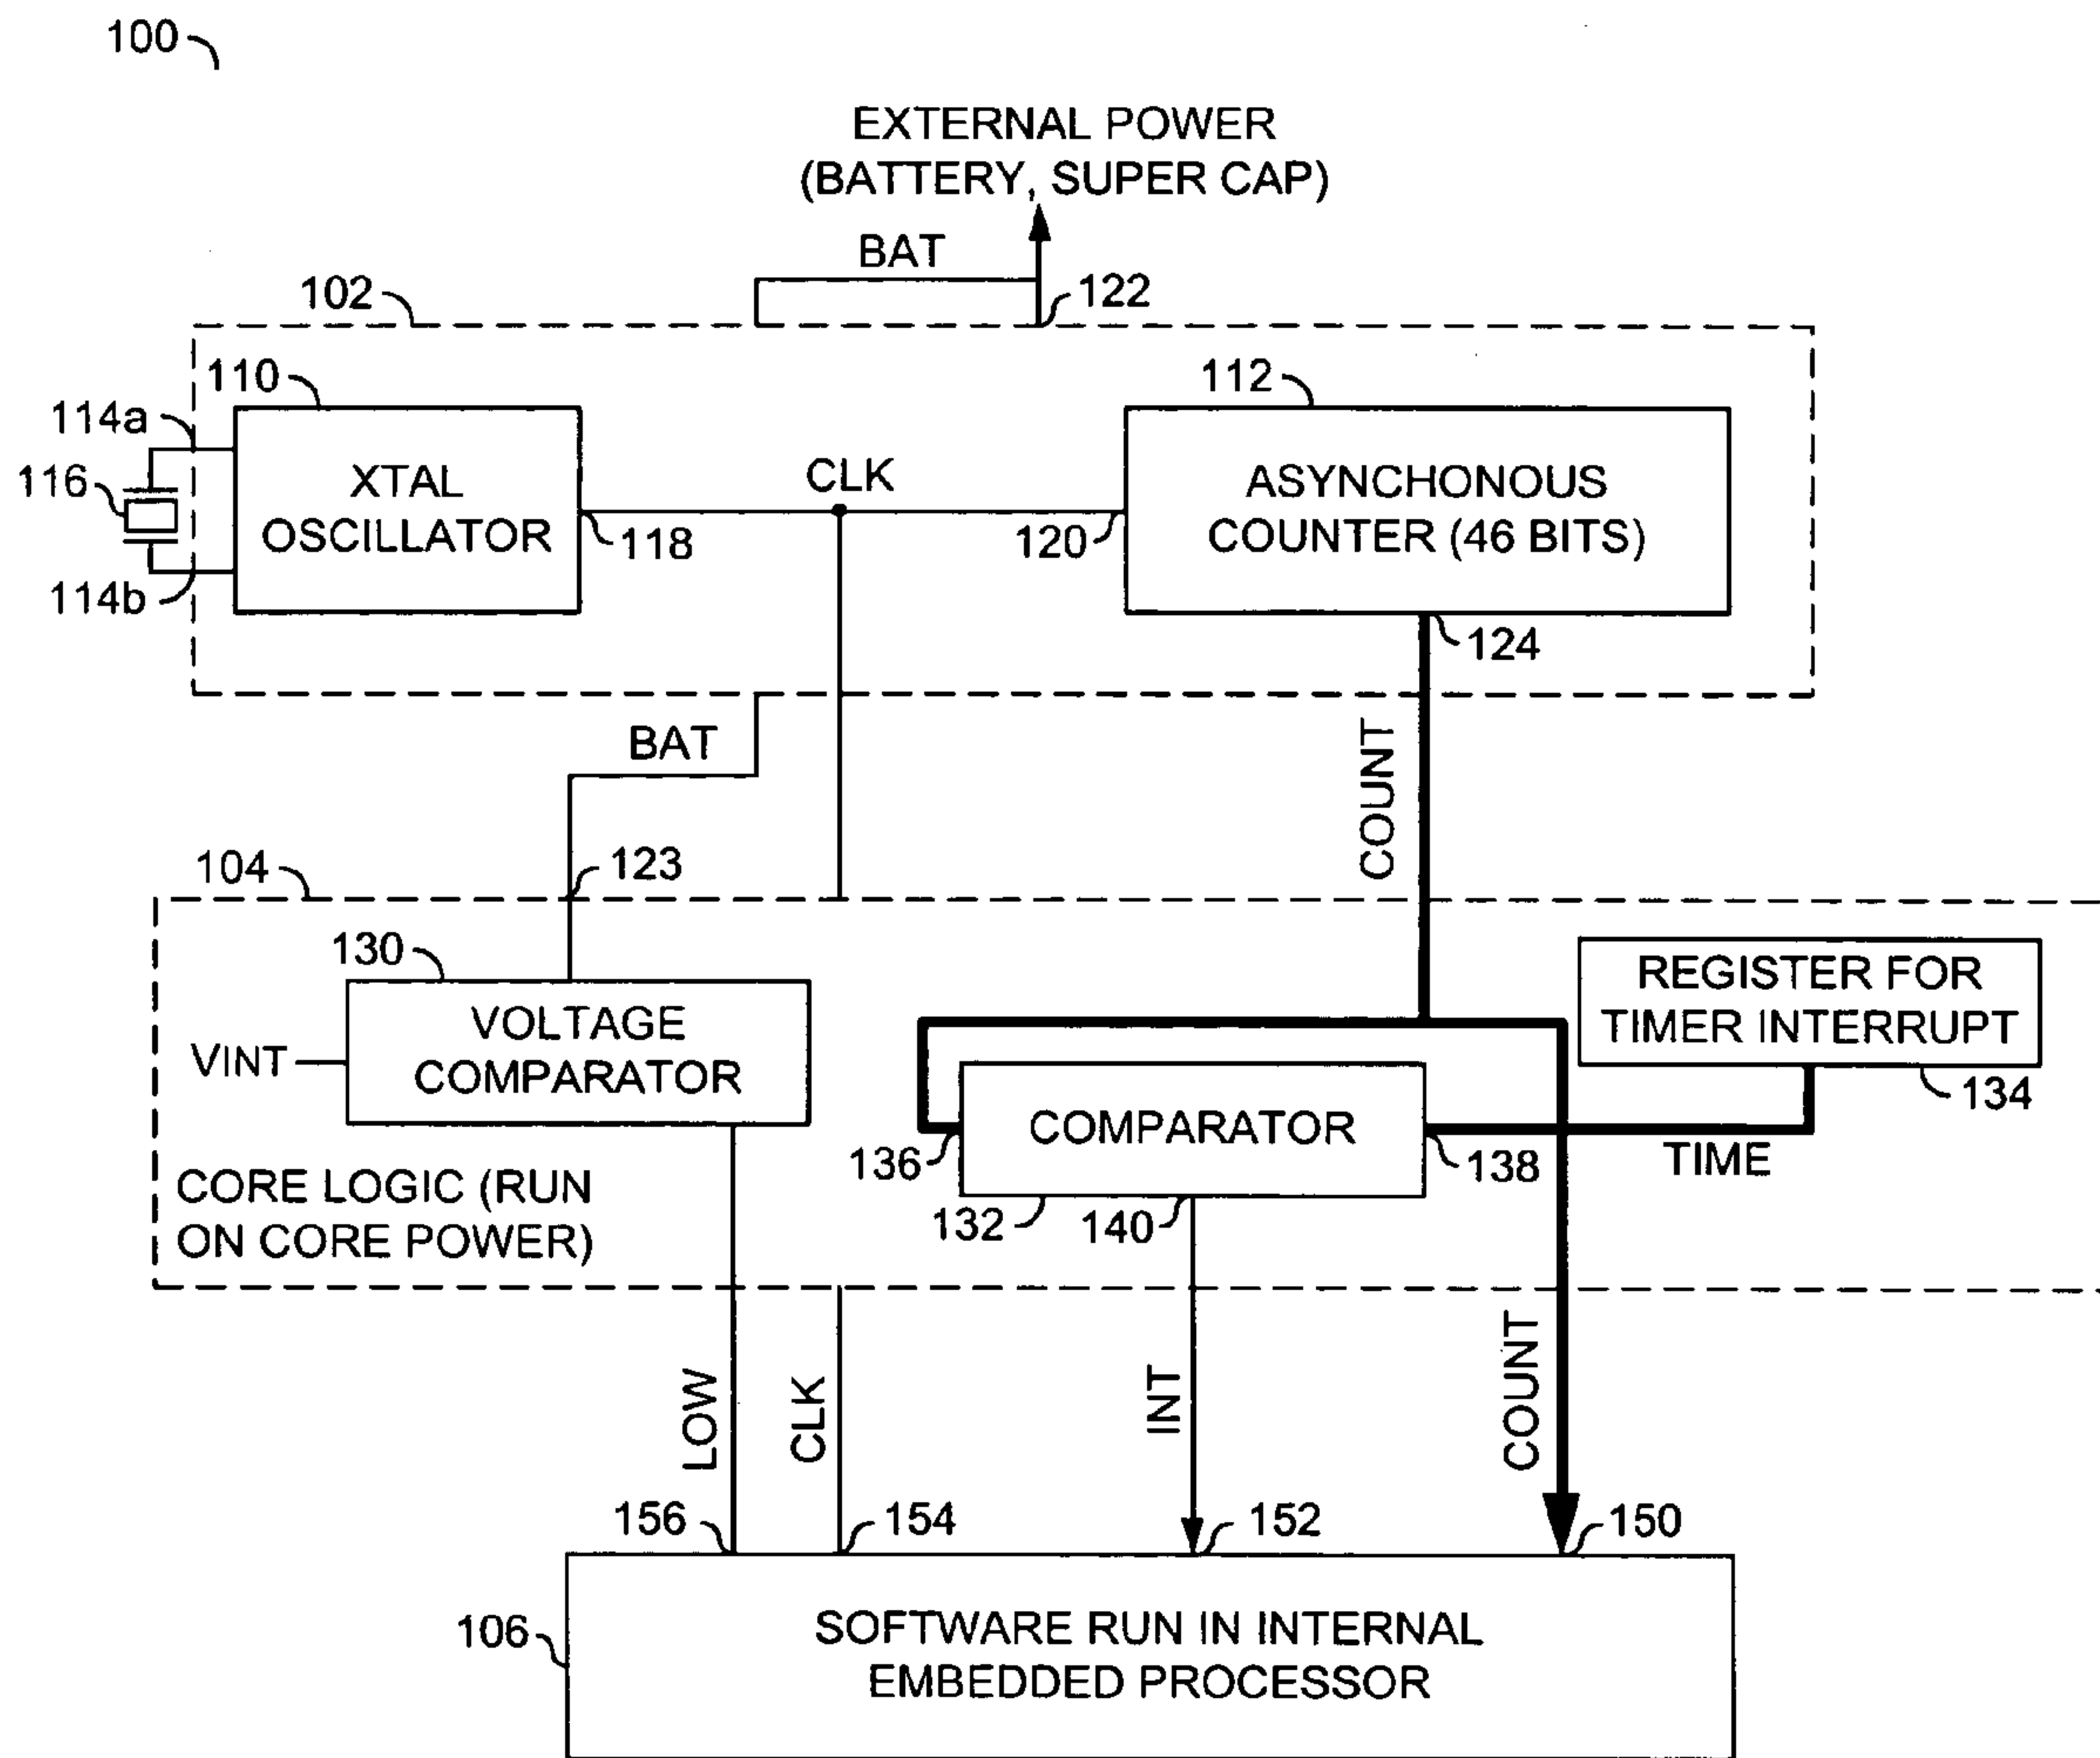 100
EXTERNAL POWER
(BATTERY, SUPER CAP)
BAT
102
122
110
112
114a
116
XTAL
OSCILLATOR
CLK
ASYNCHONOUS
COUNTER (46 BITS)
118
120
114b
124
BAT
COUNT
104
123
130
REGISTER FOR
TIMER INTERRUPT
VOLTAGE
COMPARATOR
VINT
134
COMPARATOR
136
138
TIME
CORE LOGIC (RUN
ON CORE POWER)
132
140
LOW
CLK
INT
COUNT
156
154
152
150
106
SOFTWARE RUN IN INTERNAL
EMBEDDED PROCESSOR